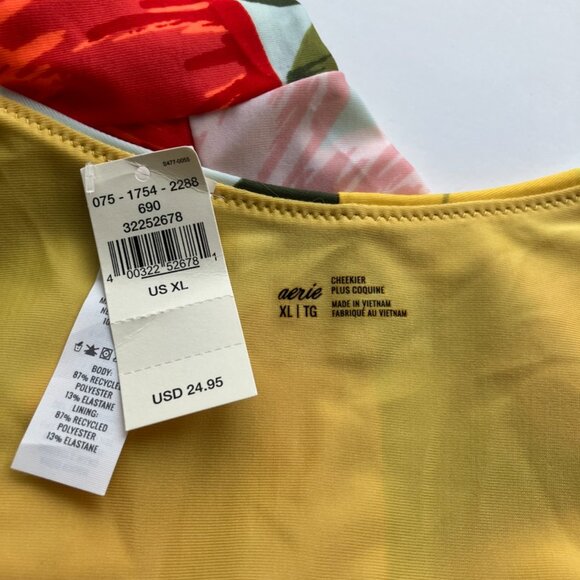 0477-0055
075 - 1754 - 2288
690
32252678
4 00322 52678 1
US XL
USD 24.95
aerie
XL | TG
CHEEKIER
PLUS COQUINE
MADE IN VIETNAM
FABRIQUÉ AU VIETNAM
BODY:
87% RECYCLED
POLYESTER
13% ELASTANE
LINING:
87% RECYCLED
POLYESTER
13% ELASTANE